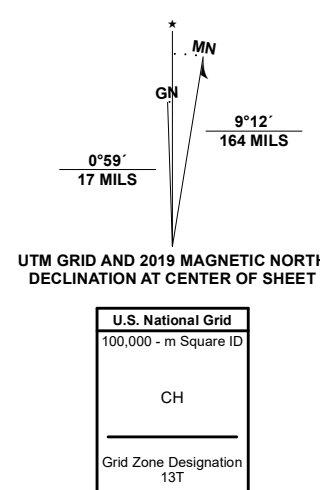 ★
MN
GN
9°12´
164 MILS
0°59´
17 MILS
UTM GRID AND 2019 MAGNETIC NORTH
DECLINATION AT CENTER OF SHEET
U.S. National Grid
100,000 - m Square ID
CH
Grid Zone Designation
13T